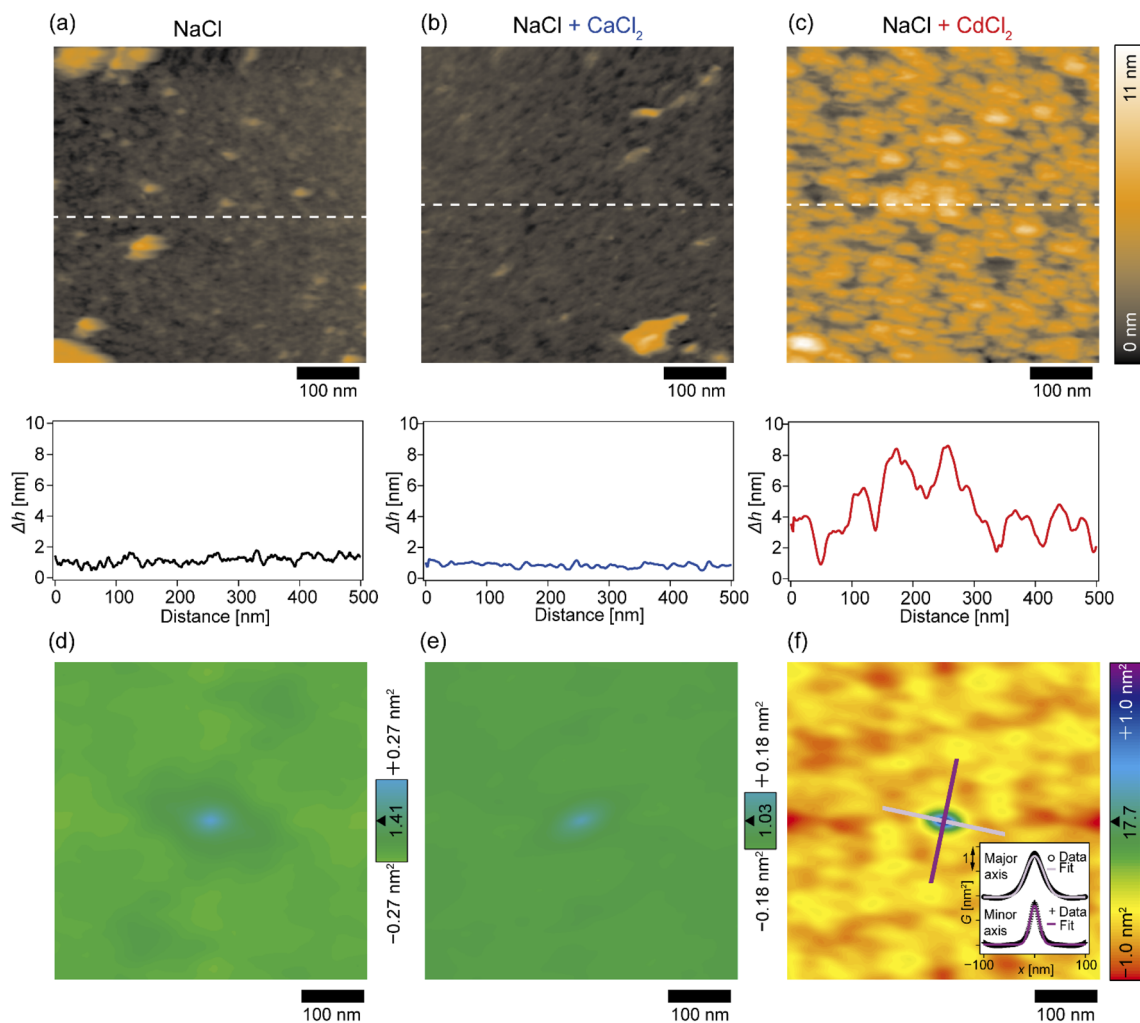 (a)
NaCl
(b)
NaCl + CaCl₂
(c)
NaCl + CdCl₂
11 nm
0 nm
100 nm
100 nm
100 nm
10
8
6
4
2
0
Δh [nm]
0 100 200 300 400 500
Distance [nm]
10
8
6
4
2
0
Δh [nm]
0 100 200 300 400 500
Distance [nm]
10
8
6
4
2
0
Δh [nm]
0 100 200 300 400 500
Distance [nm]
(d)
+0.27 nm²
1.41
−0.27 nm²
100 nm
(e)
+0.18 nm²
1.03
−0.18 nm²
100 nm
(f)
+1.0 nm²
17.7
−1.0 nm²
1
Major
axis
Data
Fit
Minor
axis
Data
Fit
G [nm²]
−100 100
x [nm]
100 nm